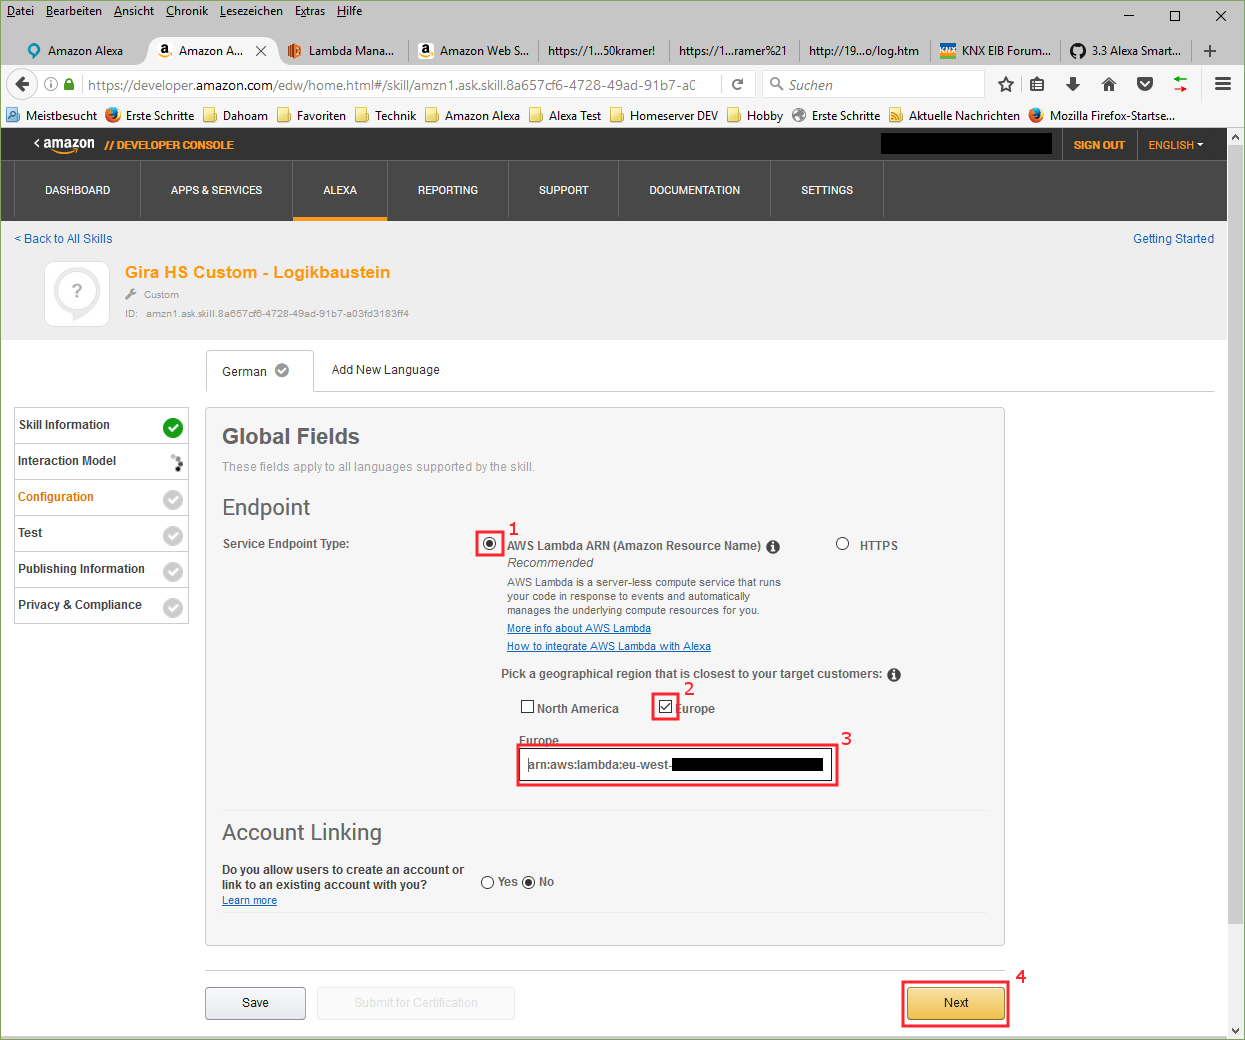 Datei Bearbeiten Ansicht Chronik Lesezeichen Extras Hilfe
Amazon Alexa
Amazon A...
Lambda Mana...
Amazon Web S...
https://1...50kramer!
https://1...ramer%21
http://19...o/log.htm
KNX EIB Forum...
3.3 Alexa Smart...
https://developer.amazon.com/edw/home.html#/skill/amzn1.ask.skill.8a657cf6-4728-49ad-91b7-a0
Suchen
Meistbesucht Erste Schritte Dahoam Favoriten Technik Amazon Alexa Alexa Test Homeserver DEV Hobby Erste Schritte Aktuelle Nachrichten Mozilla Firefox-Startse...
< amazon // DEVELOPER CONSOLE
SIGN OUT
ENGLISH
DASHBOARD APPS & SERVICES ALEXA REPORTING SUPPORT DOCUMENTATION SETTINGS
< Back to All Skills
Getting Started
?
Gira HS Custom - Logikbaustein
Custom
ID: amzn1.ask.skill.8a657cf6-4728-49ad-91b7-a03fd3183ff4
German
Add New Language
Skill Information
Interaction Model
Configuration
Test
Publishing Information
Privacy & Compliance
Global Fields
These fields apply to all languages supported by the skill.
Endpoint
1
Service Endpoint Type:
AWS Lambda ARN (Amazon Resource Name)
HTTPS
Recommended
AWS Lambda is a server-less compute service that runs
your code in response to events and automatically
manages the underlying compute resources for you.
More info about AWS Lambda
How to integrate AWS Lambda with Alexa
Pick a geographical region that is closest to your target customers:
2
North America
Europe
3
Europe
arn:aws:lambda:eu-west-
Account Linking
Do you allow users to create an account or
link to an existing account with you?
Yes No
Learn more
4
Save
Submit for Certification
Next